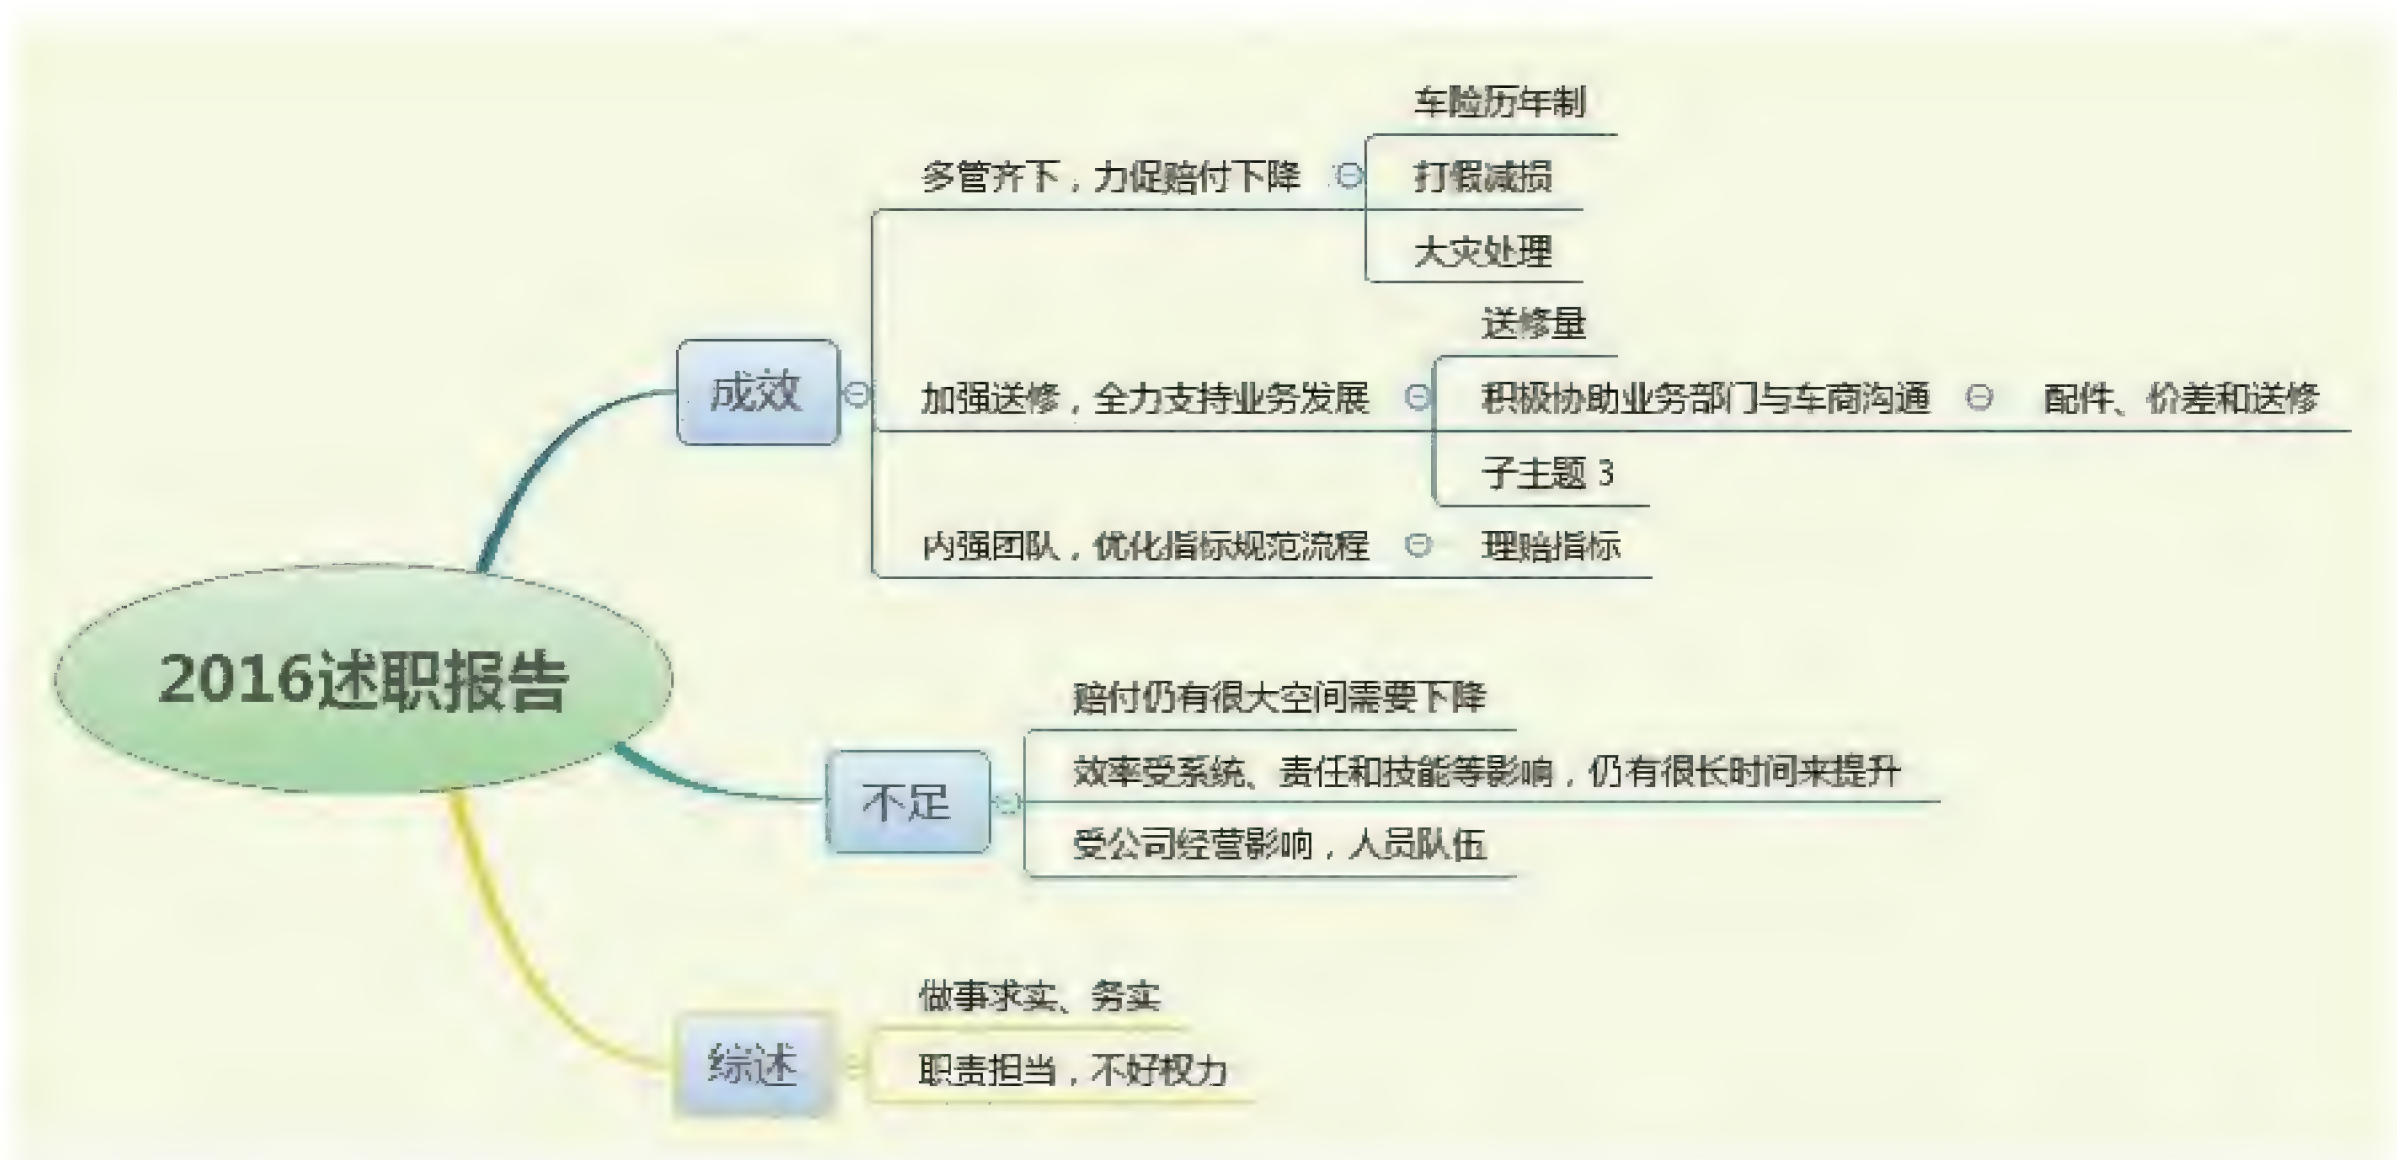 车险历年制
多管齐下，力促赔付下降
打假减损
大灾处理
送修量
成效
加强送修，全力支持业务发展
积极协助业务部门与车商沟通
配件、价差和送修
子主题 3
内强团队，优化指标规范流程
理赔指标
2016述职报告
赔付仍有很大空间需要下降
不足
效率受系统、责任和技能等影响，仍有很长时间来提升
受公司经营影响，人员队伍
做事求实、务实
综述
职责担当，不好权力